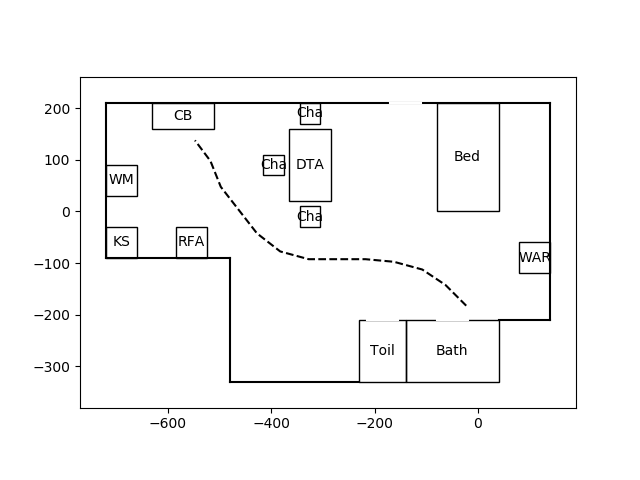 200
100
0
−100
−200
−300
−600
−400
−200
0
CB
Cha
Cha
DTA
Bed
WM
Cha
KS
RFA
WAR
Toil
Bath